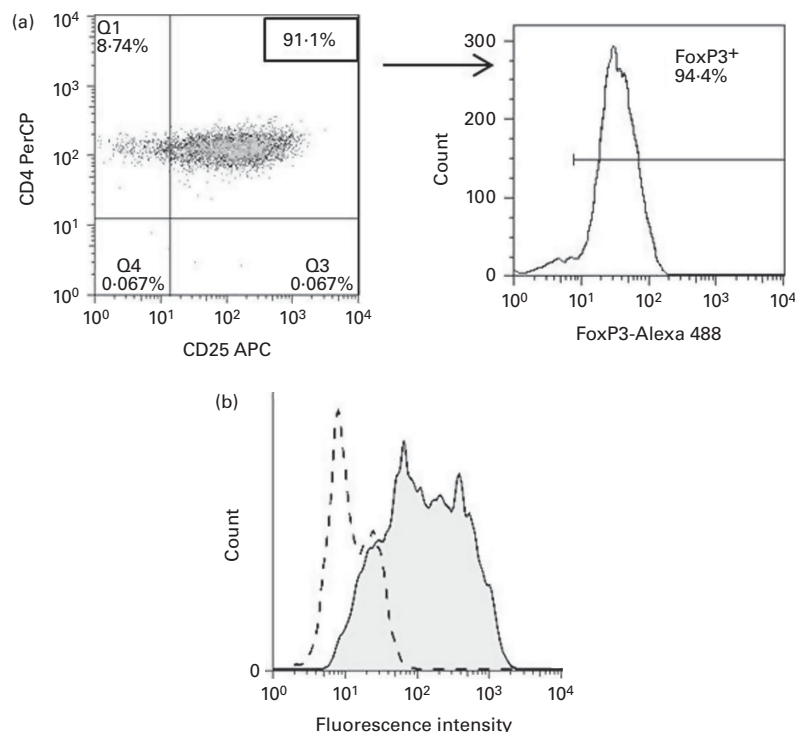 (a)
10⁴
10³
10²
10¹
10⁰
CD4 PerCP
Q1
8·74%
91·1%
Q4
0·067%
Q3
0·067%
10⁰ 10¹ 10² 10³ 10⁴
CD25 APC
300
200
100
0
Count
FoxP3⁺
94·4%
10⁰ 10¹ 10² 10³ 10⁴
FoxP3-Alexa 488
(b)
Count
0
10⁰ 10¹ 10² 10³ 10⁴
Fluorescence intensity